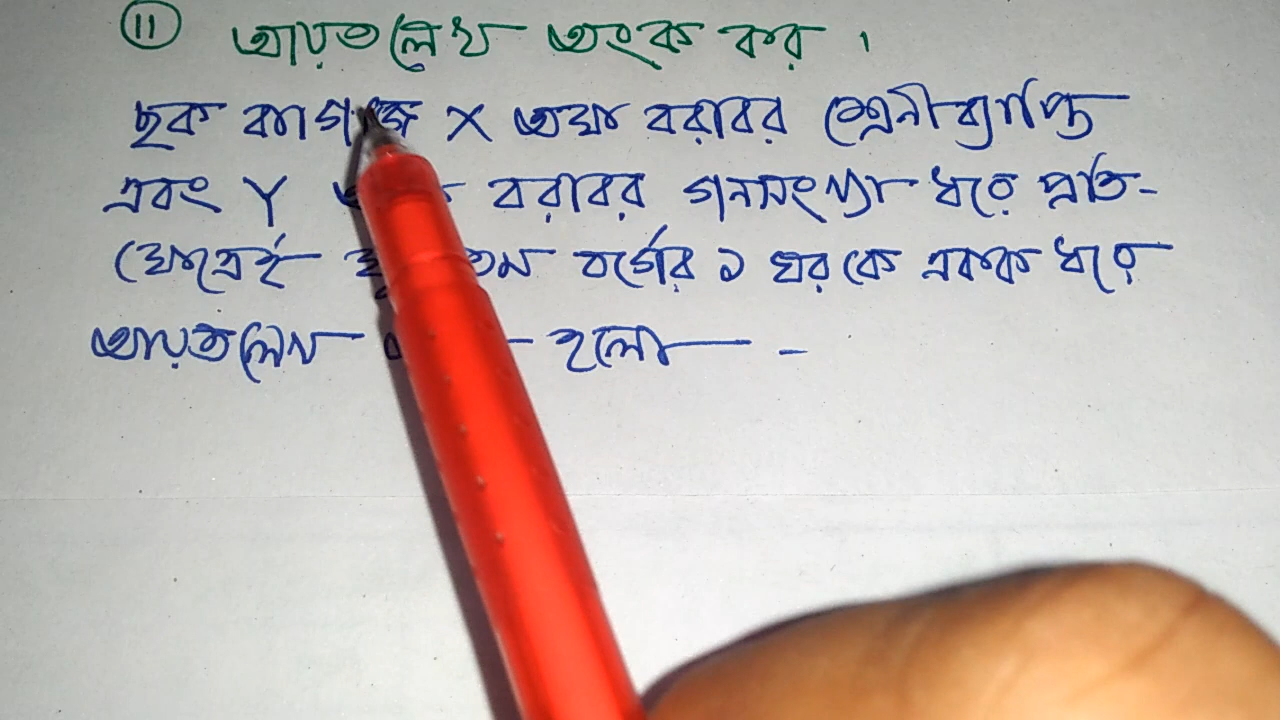 ⑪ আয়তলেখ অংক কর ।
ছক কাগজে X অক্ষ বরাবর শ্রেনীব্যাপ্তি
এবং Y বরাবর গনসংখ্যা ধরে প্রতি-
ক্ষেত্রেই বর্গের ১ ঘরকে একক ধরে
আয়তলেখ হলো -